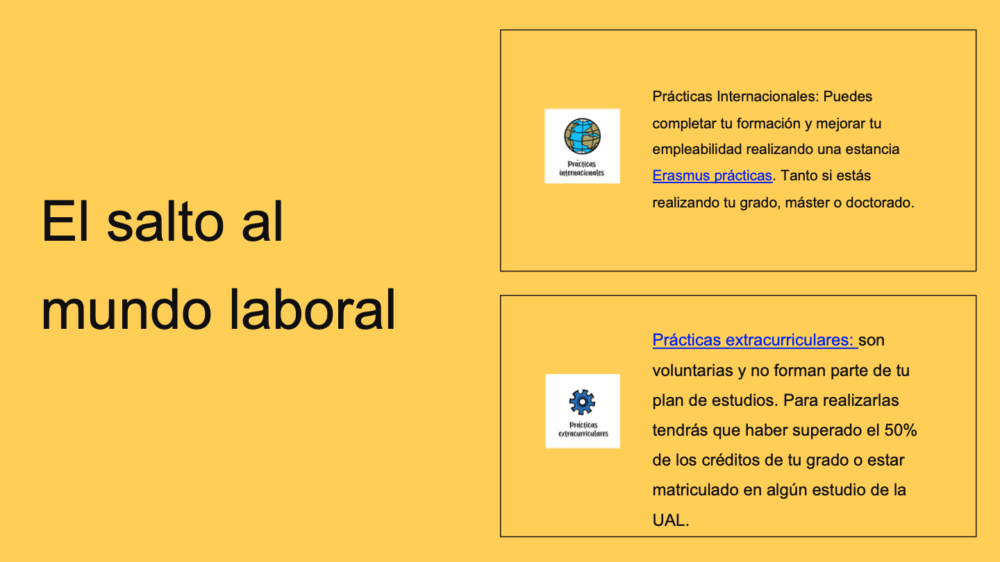 El salto al
mundo laboral
Prácticas
internacionales
Prácticas Internacionales: Puedes
completar tu formación y mejorar tu
empleabilidad realizando una estancia
Erasmus prácticas. Tanto si estás
realizando tu grado, máster o doctorado.
Prácticas
extracurriculares
Prácticas extracurriculares: son
voluntarias y no forman parte de tu
plan de estudios. Para realizarlas
tendrás que haber superado el 50%
de los créditos de tu grado o estar
matriculado en algún estudio de la
UAL.